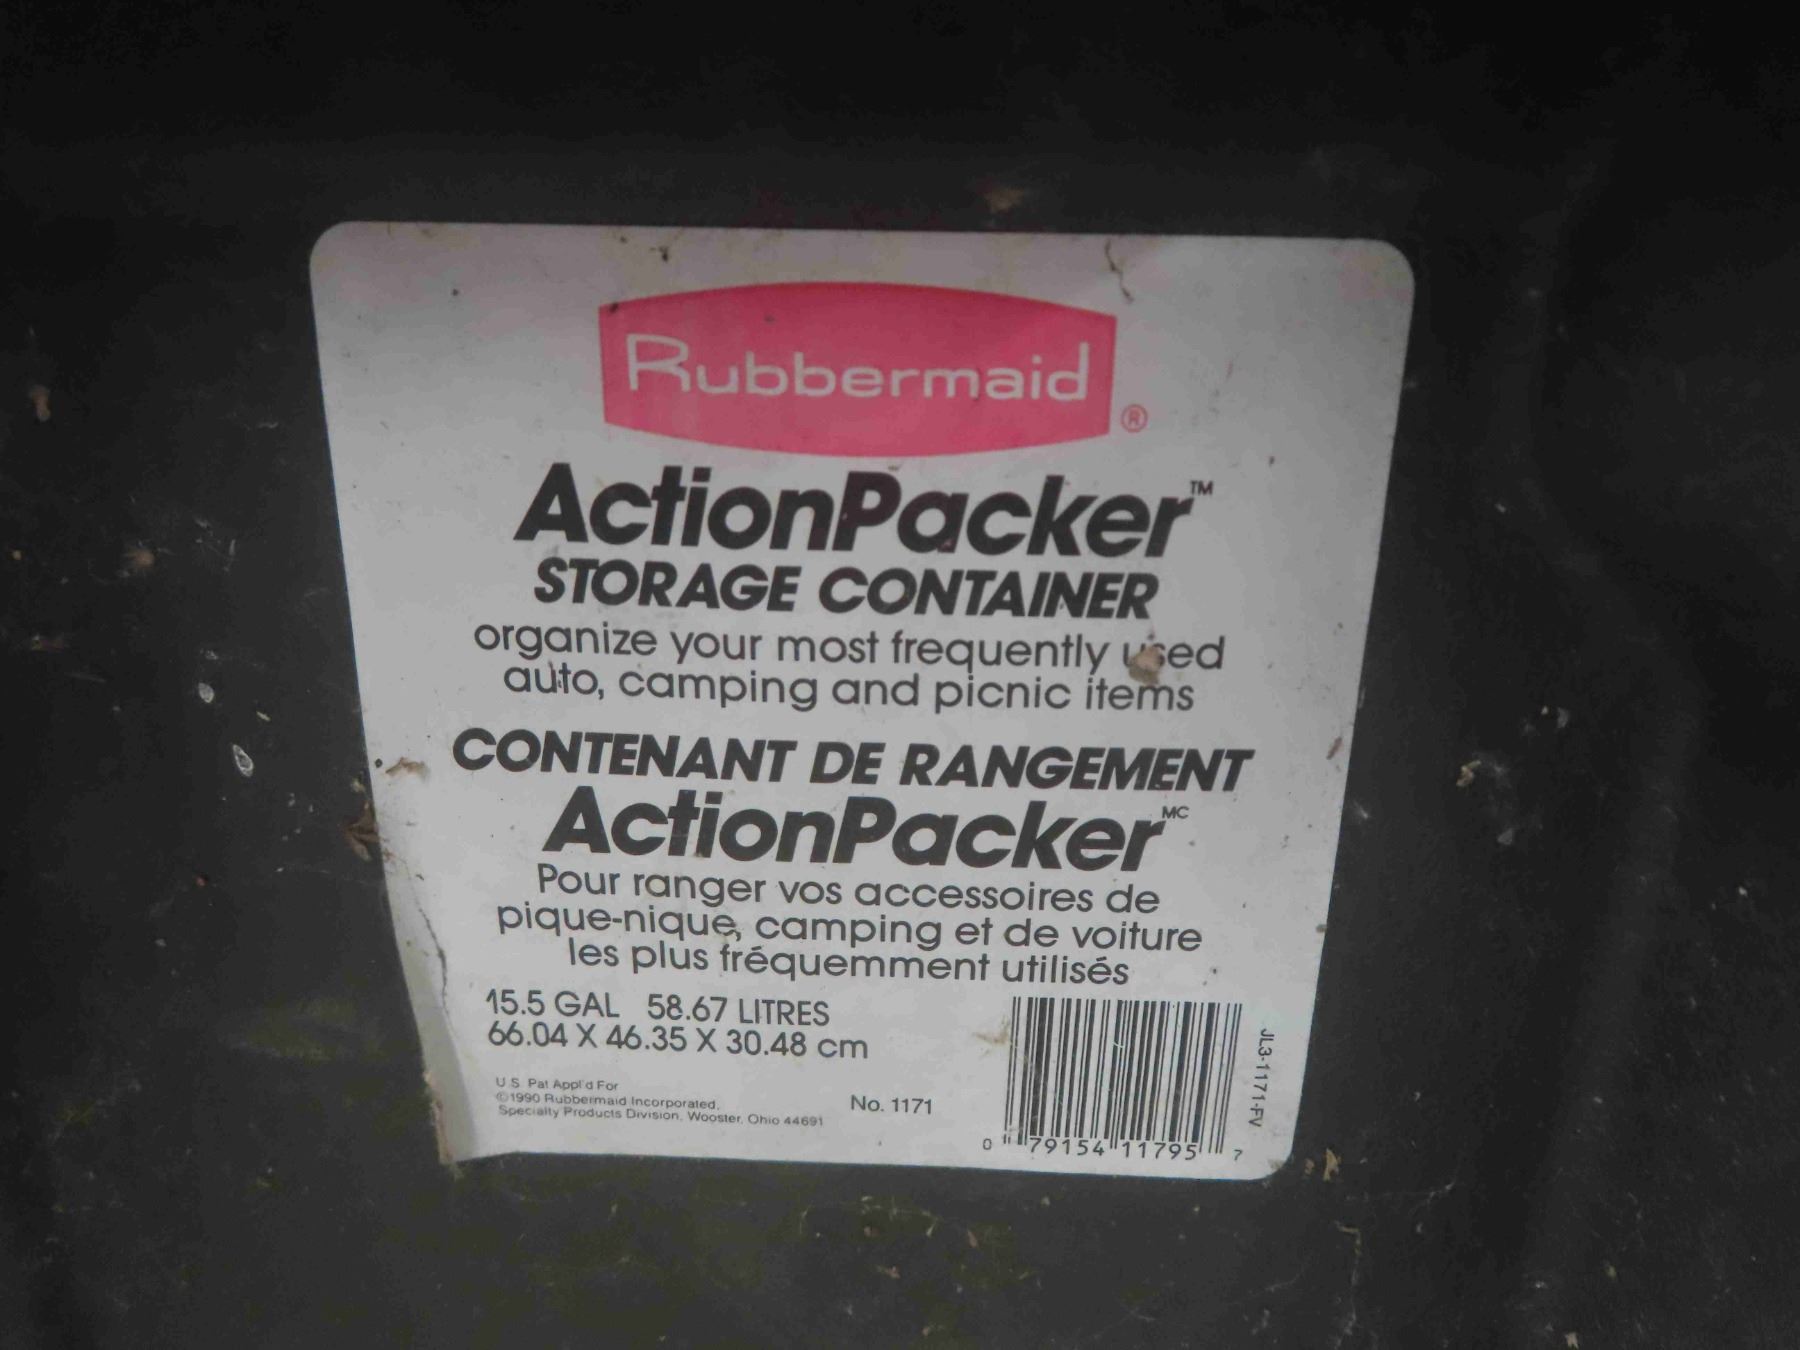 Rubbermaid®
ActionPacker™
STORAGE CONTAINER
organize your most frequently used
auto, camping and picnic items
CONTENANT DE RANGEMENT
ActionPacker MC
Pour ranger vos accessoires de
pique-nique, camping et de voiture
les plus fréquemment utilisés
15.5 GAL 58.67 LITRES
66.04 X 46.35 X 30.48 cm
U.S. Pat Appl'd For
©1990 Rubbermaid Incorporated,
Specialty Products Division, Wooster, Ohio 44691
No. 1171
0 79154 11795 7
JL3-1171-FV